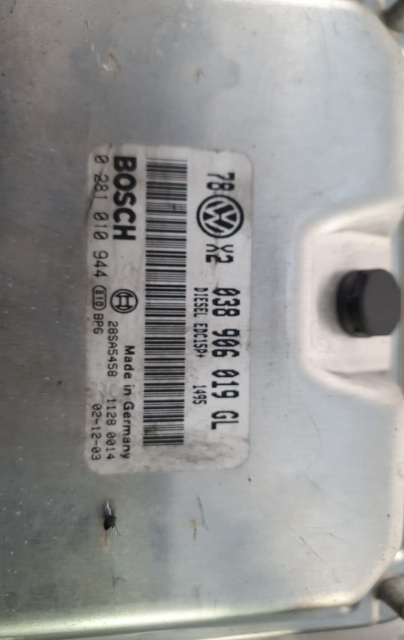 78 X2 038 906 019 GL
DIESEL EDC15P+ 1495
BOSCH Made in Germany
28SA5458 1128 0014
0 281 010 944 BPG 02-12-03